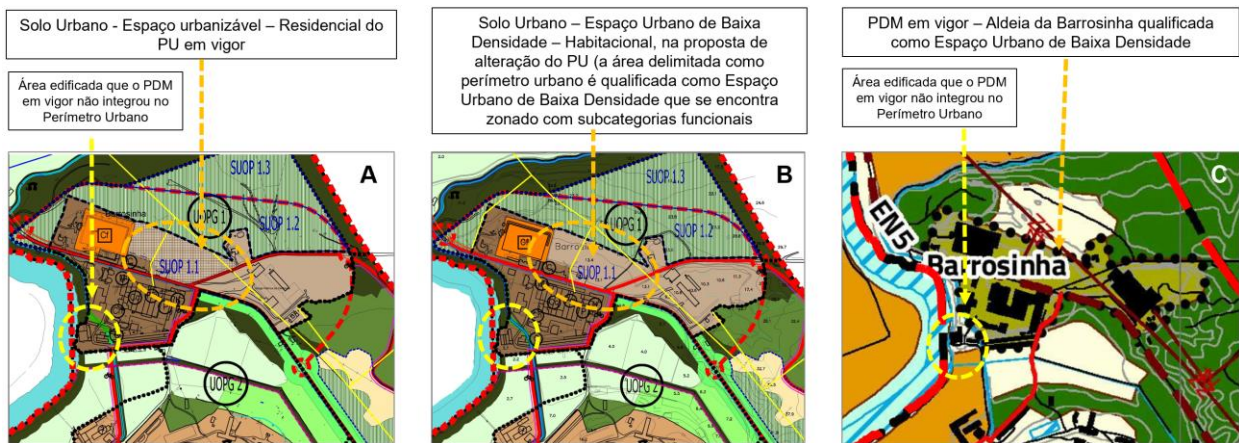 Solo Urbano - Espaço urbanizável – Residencial do
PU em vigor
Área edificada que o PDM
em vigor não integrou no
Perímetro Urbano
Solo Urbano – Espaço Urbano de Baixa
Densidade – Habitacional, na proposta de
alteração do PU (a área delimitada como
perímetro urbano é qualificada como Espaço
Urbano de Baixa Densidade que se encontra
zonado com subcategorias funcionais
PDM em vigor – Aldeia da Barrosinha qualificada
como Espaço Urbano de Baixa Densidade
Área edificada que o PDM
em vigor não integrou no
Perímetro Urbano
A
SUOP 1.3
UOPG 1
SUOP 1.2
Barrosinha
SUOP 1.1
UOPG 2
B
SUOP 1.3
UOPG 1
SUOP 1.2
SUOP 1.1
UOPG 2
C
EN5
Barrosinha